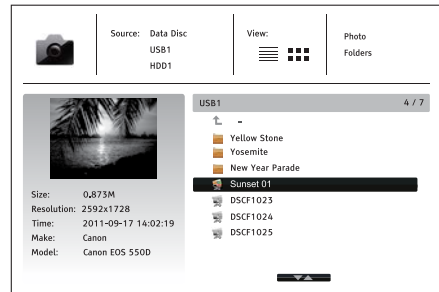 Source: Data Disc
USB1
HDD1
View:
Photo
Folders
USB1 4 / 7
-
Yellow Stone
Yosemite
New Year Parade
Sunset 01
DSCF1023
DSCF1024
DSCF1025
Size: 0.873M
Resolution: 2592x1728
Time: 2011-09-17 14:02:19
Make: Canon
Model: Canon EOS 550D